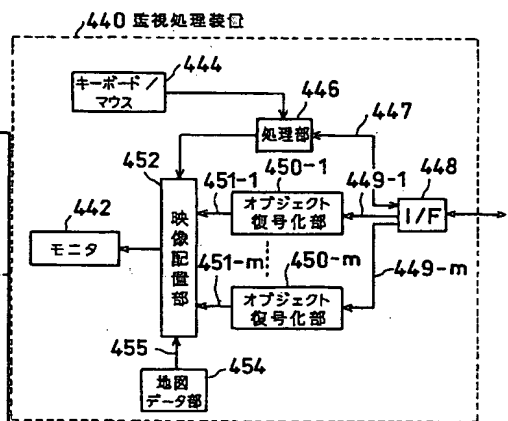 440 監視処理装置
444
キーボード/
マウス
446
処理部
447
452
450-1
448
451-1
オブジェクト
復号化部
449-1
I/F
442
モニタ
映像配置部
450-m
451-m
オブジェクト
復号化部
449-m
455
454
地図
データ部